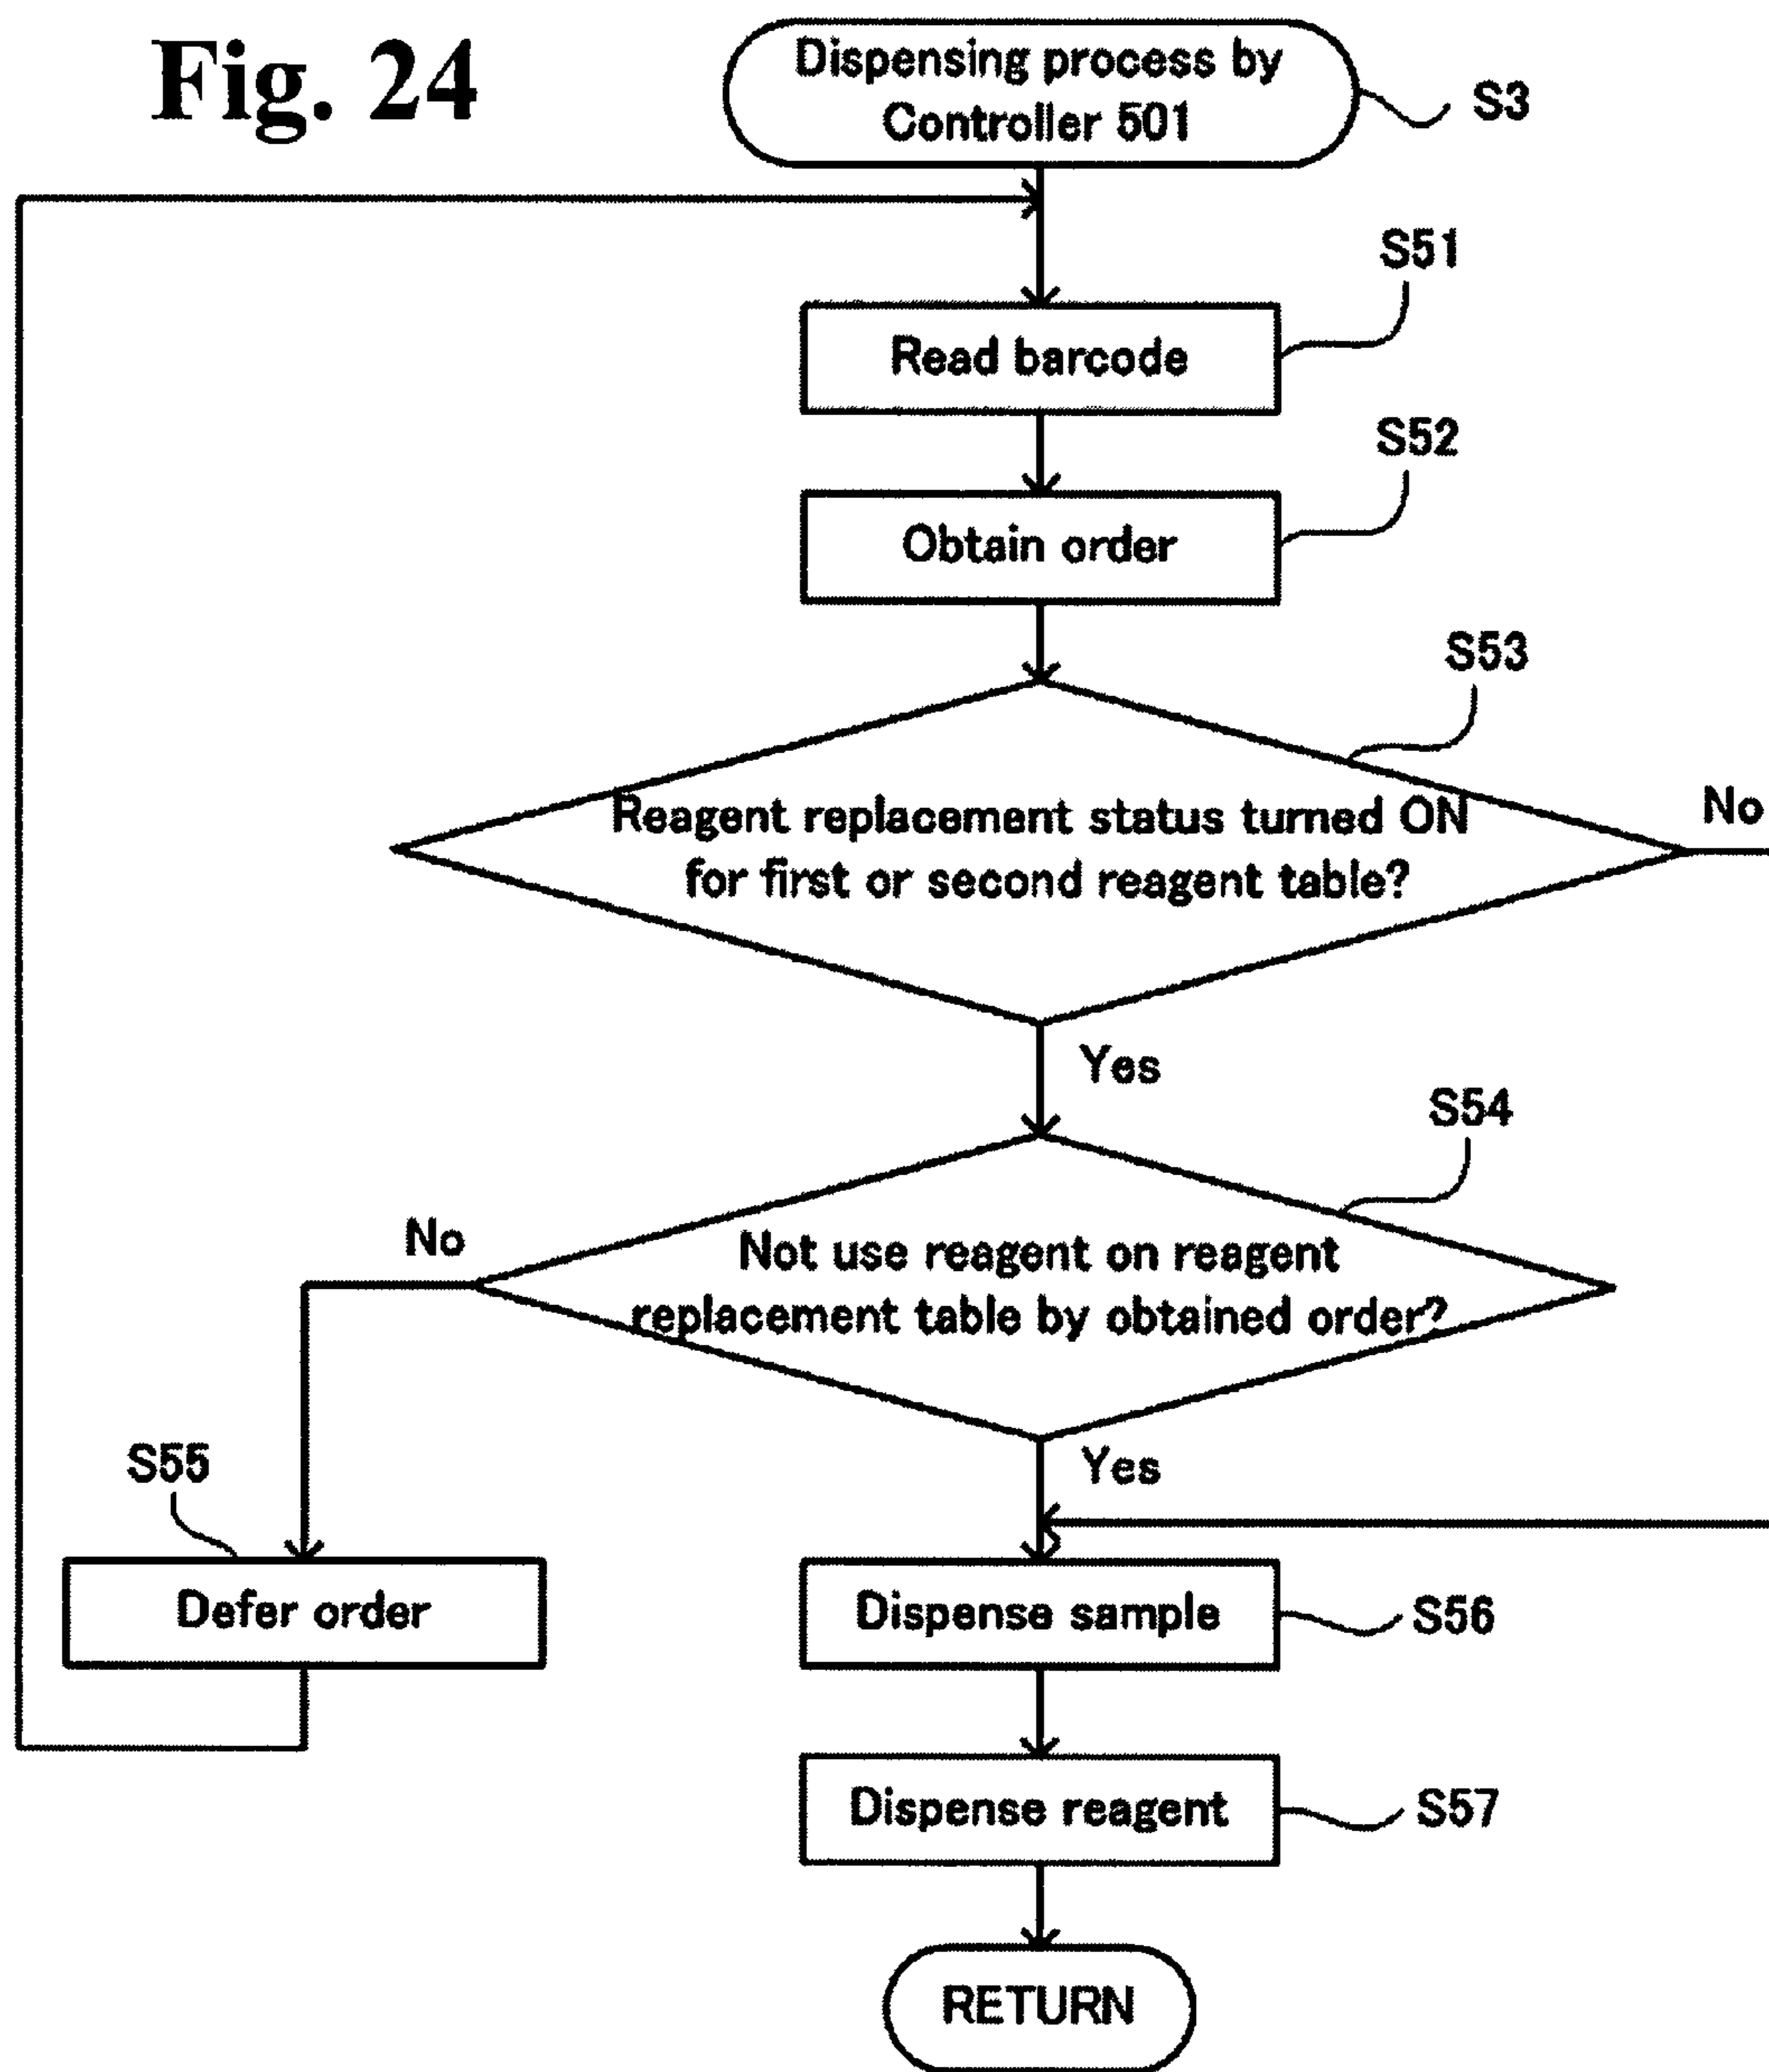 Fig. 24
Dispensing process by
Controller 501
S3
S51
Read barcode
S52
Obtain order
S53
Reagent replacement status turned ON
for first or second reagent table?
No
Yes
S54
No
Not use reagent on reagent
replacement table by obtained order?
Yes
S55
Defer order
Dispense sample
S56
Dispense reagent
S57
RETURN